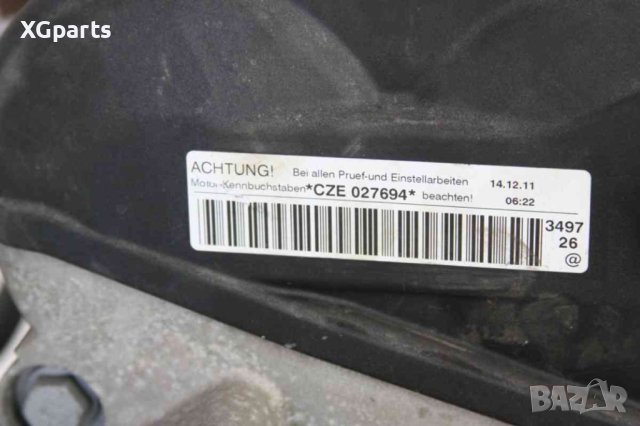 XGparts
ACHTUNG! Bei allen Pruef-und Einstellarbeiten 14.12.11
Motor-Kennbuchstaben *CZE 027694* beachten! 06:22
3497
26
@
BAZAR